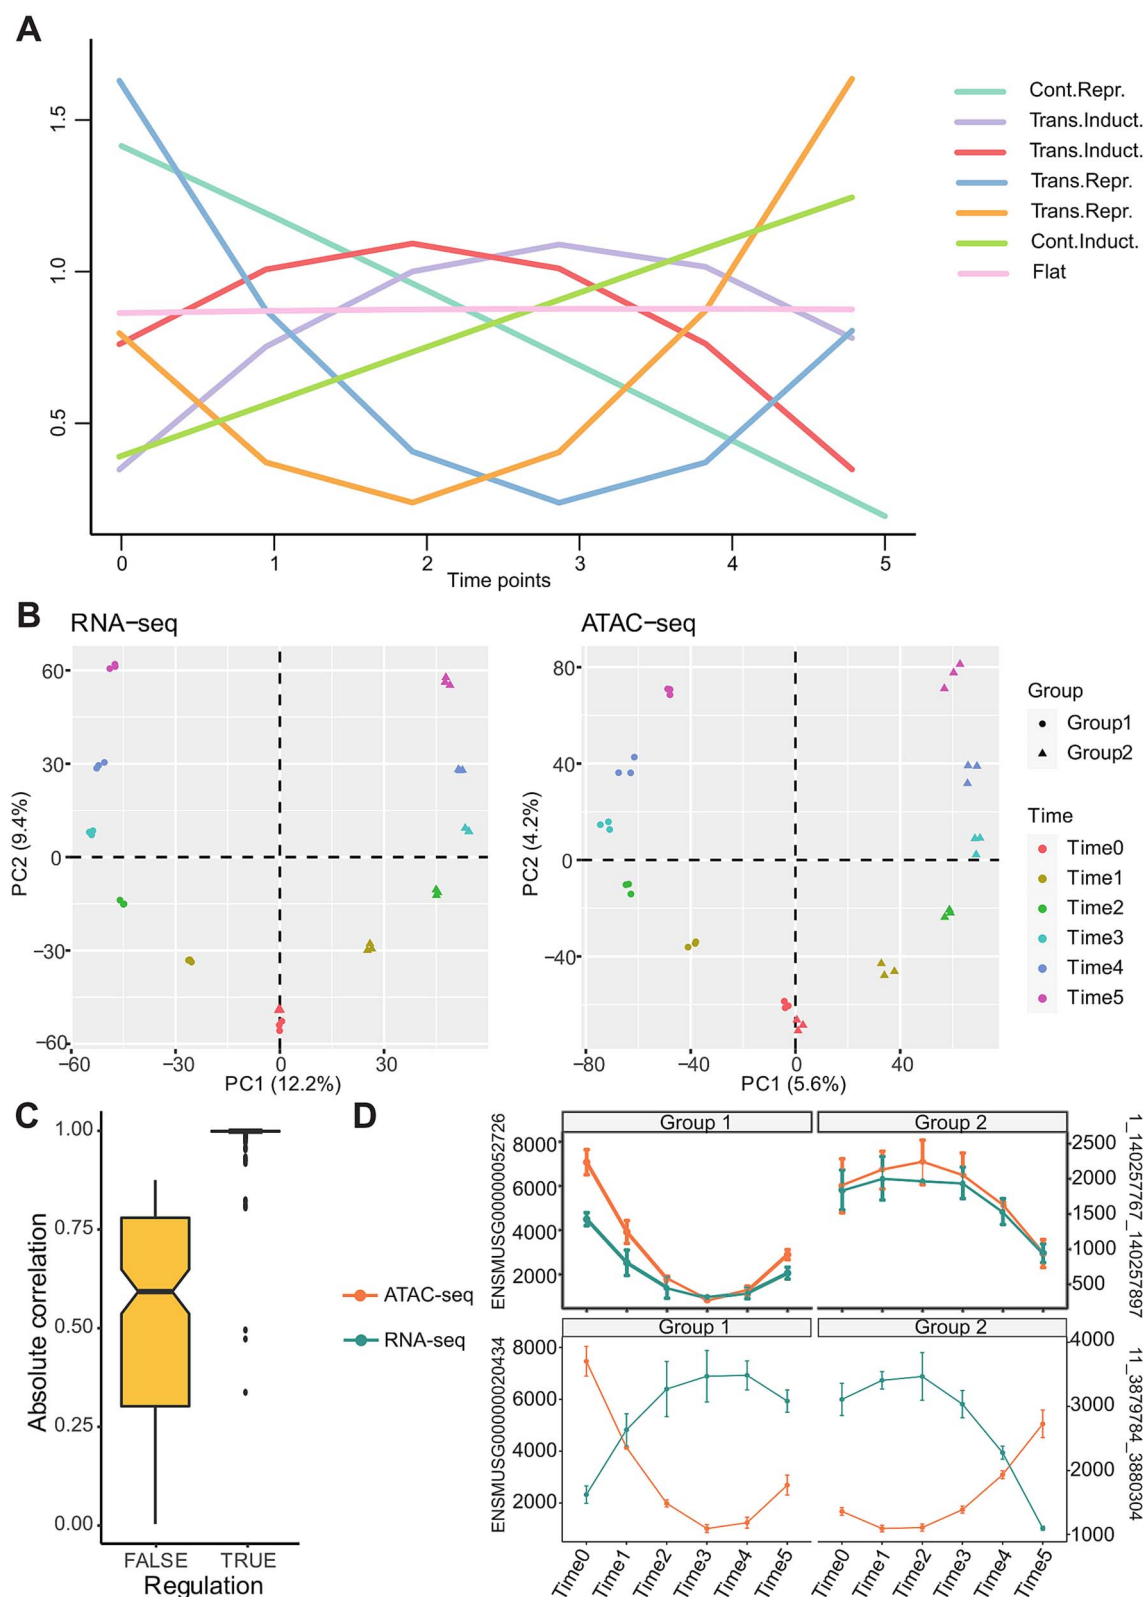 A
1.5
1.0
0.5
0 1 2 3 4 5
Time points
Cont.Repr.
Trans.Induct.
Trans.Induct.
Trans.Repr.
Trans.Repr.
Cont.Induct.
Flat
B
RNA−seq
60
30
0
−30
−60
PC2 (9.4%)
−60 −30 0 30
PC1 (12.2%)
ATAC−seq
80
40
0
−40
PC2 (4.2%)
−80 −40 0 40
PC1 (5.6%)
Group
Group1
Group2
Time
Time0
Time1
Time2
Time3
Time4
Time5
C
1.00
0.75
0.50
0.25
0.00
Absolute correlation
FALSE TRUE
Regulation
D
ATAC-seq
RNA-seq
Group 1 Group 2
ENSMUSG00000052726
8000
6000
4000
2000
2500
2000
1500
1000
500
1_140257767_140257897
Group 1 Group 2
ENSMUSG00000020434
8000
6000
4000
2000
4000
3000
2000
1000
11_3879784_3880304
Time0 Time1 Time2 Time3 Time4 Time5 Time0 Time1 Time2 Time3 Time4 Time5